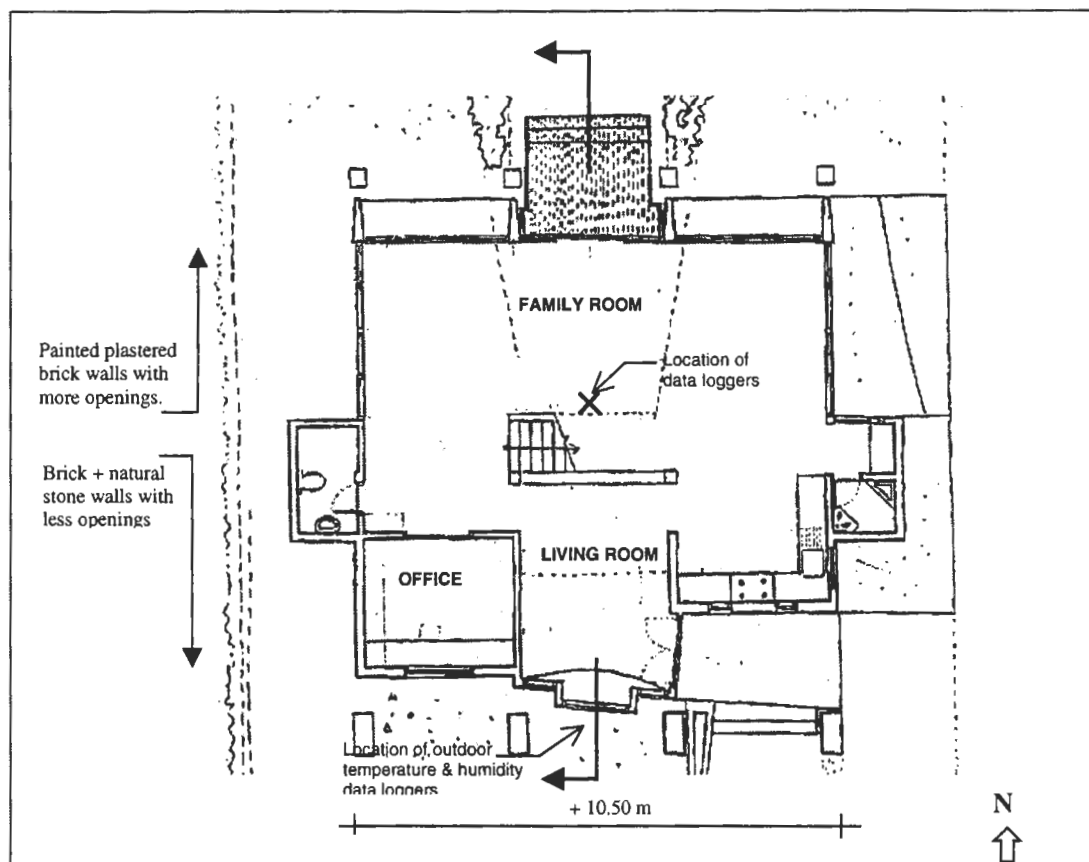 FAMILY ROOM
Location of
data loggers
Painted plastered
brick walls with
more openings.
Brick + natural
stone walls with
less openings
LIVING ROOM
OFFICE
Location of outdoor
temperature & humidity
data loggers
+ 10.50 m
N